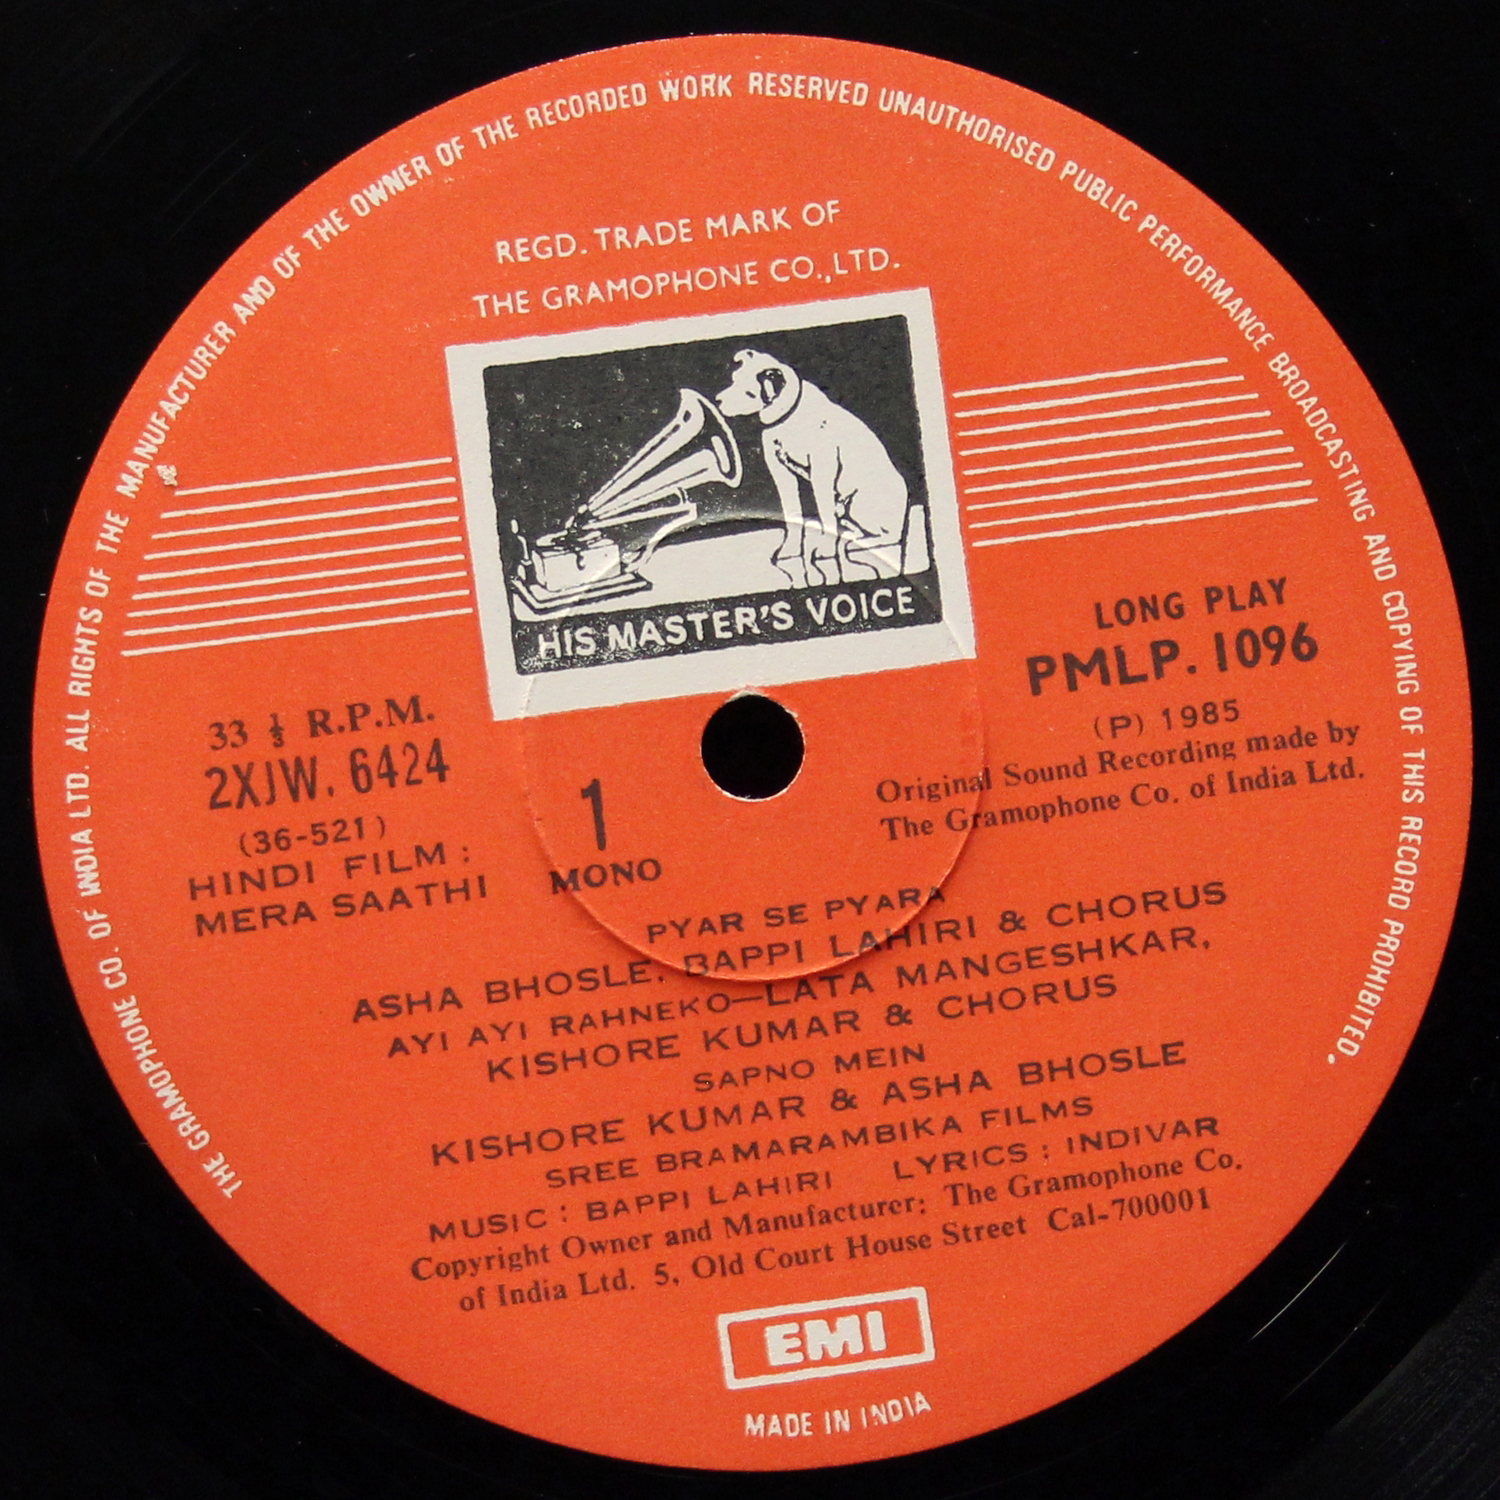 THE GRAMOPHONE CO. OF INDIA LTD. ALL RIGHTS OF THE MANUFACTURER AND OF THE OWNER OF THE RECORDED WORK RESERVED UNAUTHORISED PUBLIC PERFORMANCE BROADCASTING AND COPYING OF THIS RECORD PROHIBITED.
REGD. TRADE MARK OF
THE GRAMOPHONE CO., LTD.
HIS MASTER'S VOICE
LONG PLAY
PMLP. 1096
(P) 1985
Original Sound Recording made by
The Gramophone Co. of India Ltd.
33 ⅓ R.P.M.
2XJW. 6424
(36-521)
HINDI FILM :
MERA SAATHI
1
MONO
PYAR SE PYARA
ASHA BHOSLE, BAPPI LAHIRI & CHORUS
AYI AYI RAHNEKO—LATA MANGESHKAR,
KISHORE KUMAR & CHORUS
SAPNO MEIN
KISHORE KUMAR & ASHA BHOSLE
SREE BRAMARAMBIKA FILMS
MUSIC : BAPPI LAHIRI LYRICS : INDIVAR
Copyright Owner and Manufacturer: The Gramophone Co.
of India Ltd. 5, Old Court House Street Cal-700001
EMI
MADE IN INDIA